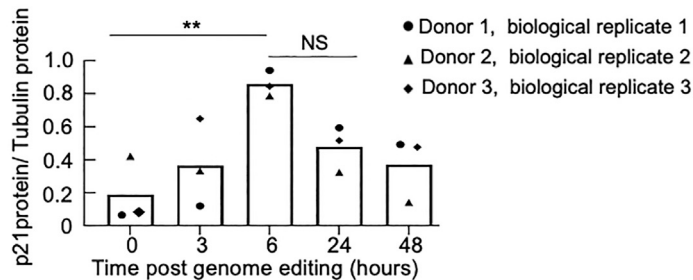 **
NS
Donor 1, biological replicate 1
Donor 2, biological replicate 2
Donor 3, biological replicate 3
p21protein/ Tubulin protein
1.0
0.8
0.6
0.4
0.2
0
0 3 6 24 48
Time post genome editing (hours)